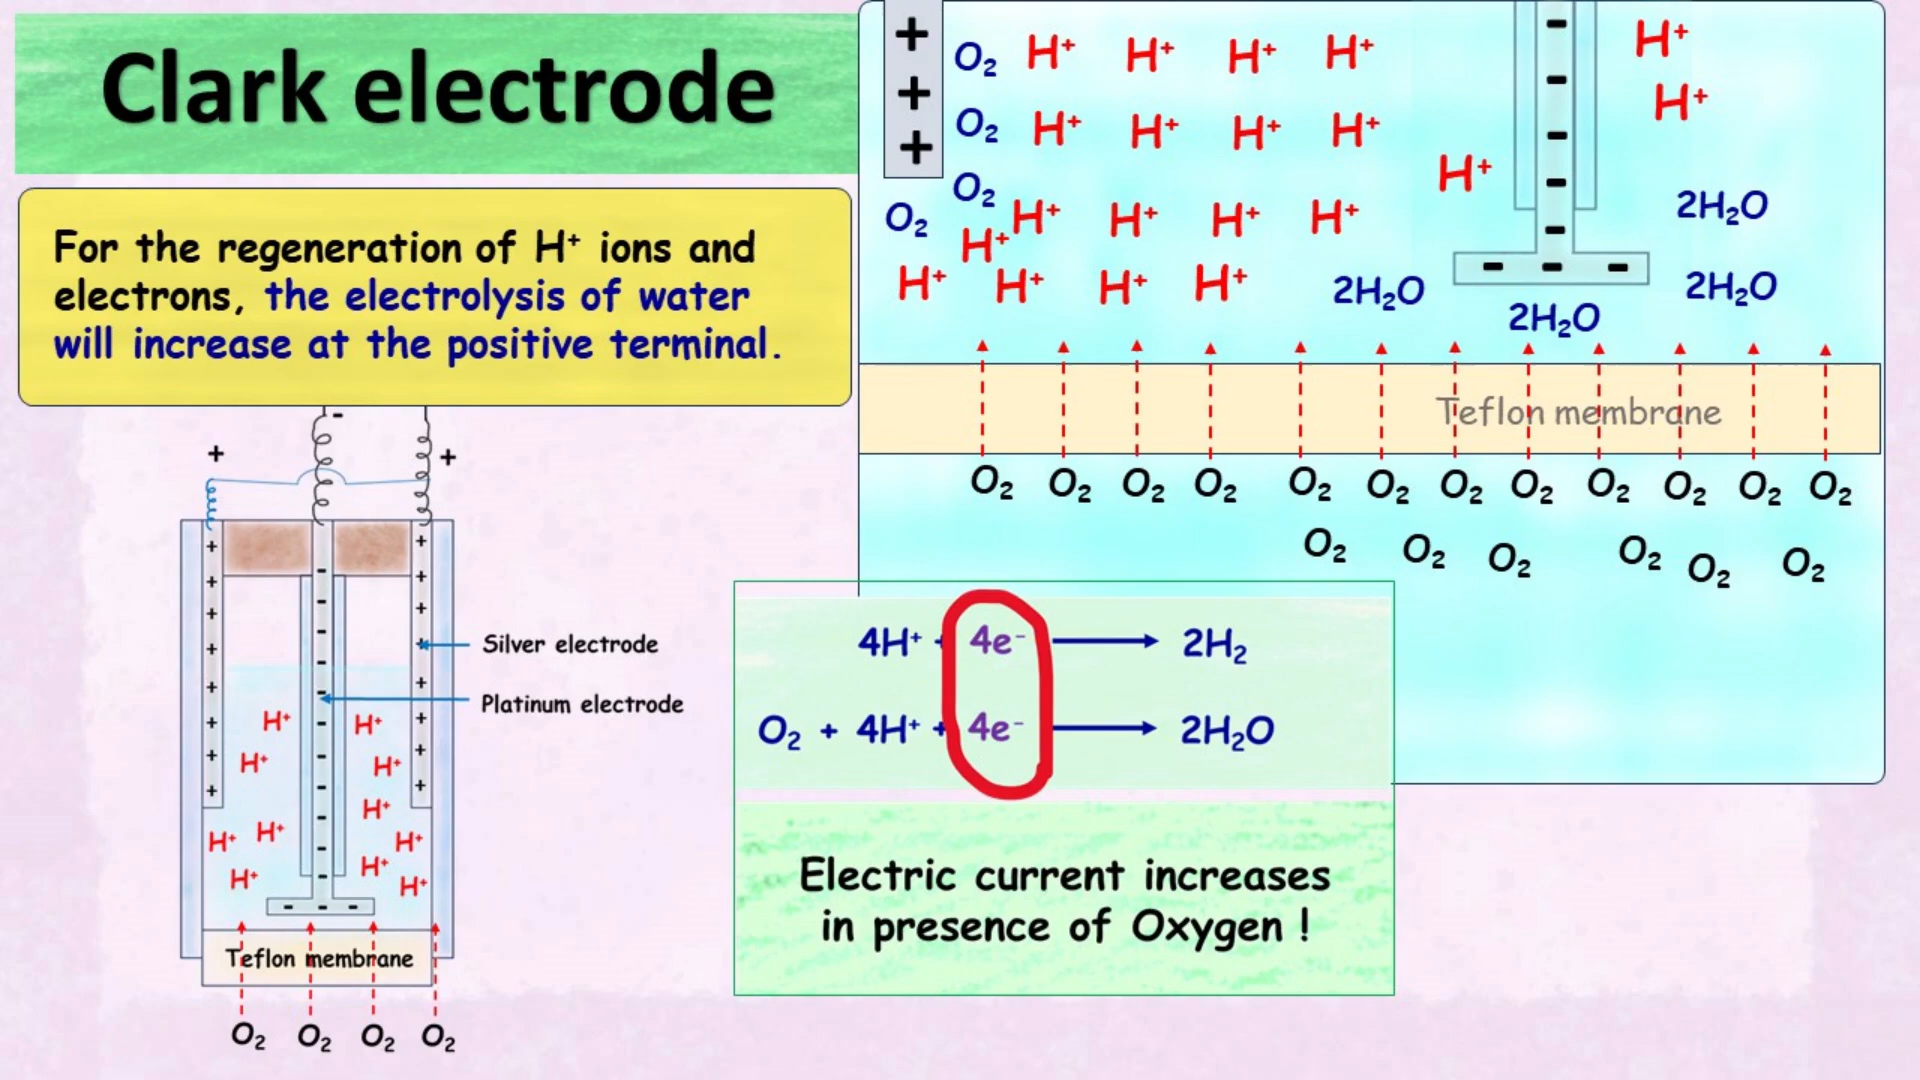 Clark electrode
For the regeneration of H⁺ ions and
electrons, the electrolysis of water
will increase at the positive terminal.
-
+ +
Silver electrode
Platinum electrode
+ + + + + + + +
- - - - - - - - - - - -
+ + + + + + + +
H⁺ H⁺
H⁺ H⁺
H⁺
H⁺ H⁺ H⁺
H⁺
H⁺ H⁺
- - -
Teflon membrane
O₂ O₂ O₂ O₂
+
+
+
- - - - -
- - -
O₂ H⁺ H⁺ H⁺ H⁺ H⁺
H⁺
O₂ H⁺ H⁺ H⁺ H⁺
H⁺
O₂ 2H₂O
O₂ H⁺ H⁺ H⁺ H⁺
H⁺
H⁺ H⁺ H⁺ H⁺ 2H₂O 2H₂O
2H₂O
Teflon membrane
O₂ O₂ O₂ O₂ O₂ O₂ O₂ O₂ O₂ O₂ O₂ O₂
O₂ O₂ O₂ O₂ O₂ O₂
4H⁺ + 4e⁻ ⟶ 2H₂
O₂ + 4H⁺ + 4e⁻ ⟶ 2H₂O
Electric current increases
in presence of Oxygen !